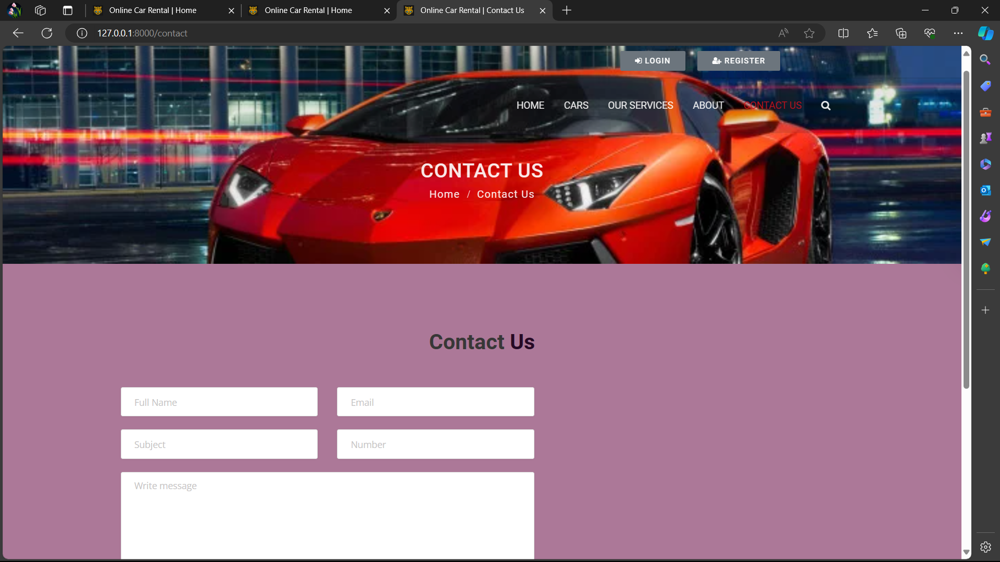 Online Car Rental | Home
Online Car Rental | Home
Online Car Rental | Contact Us
127.0.0.1:8000/contact
LOGIN
REGISTER
HOME
CARS
OUR SERVICES
ABOUT
CONTACT US
CONTACT US
Home / Contact Us
Contact Us
Full Name
Email
Subject
Number
Write message